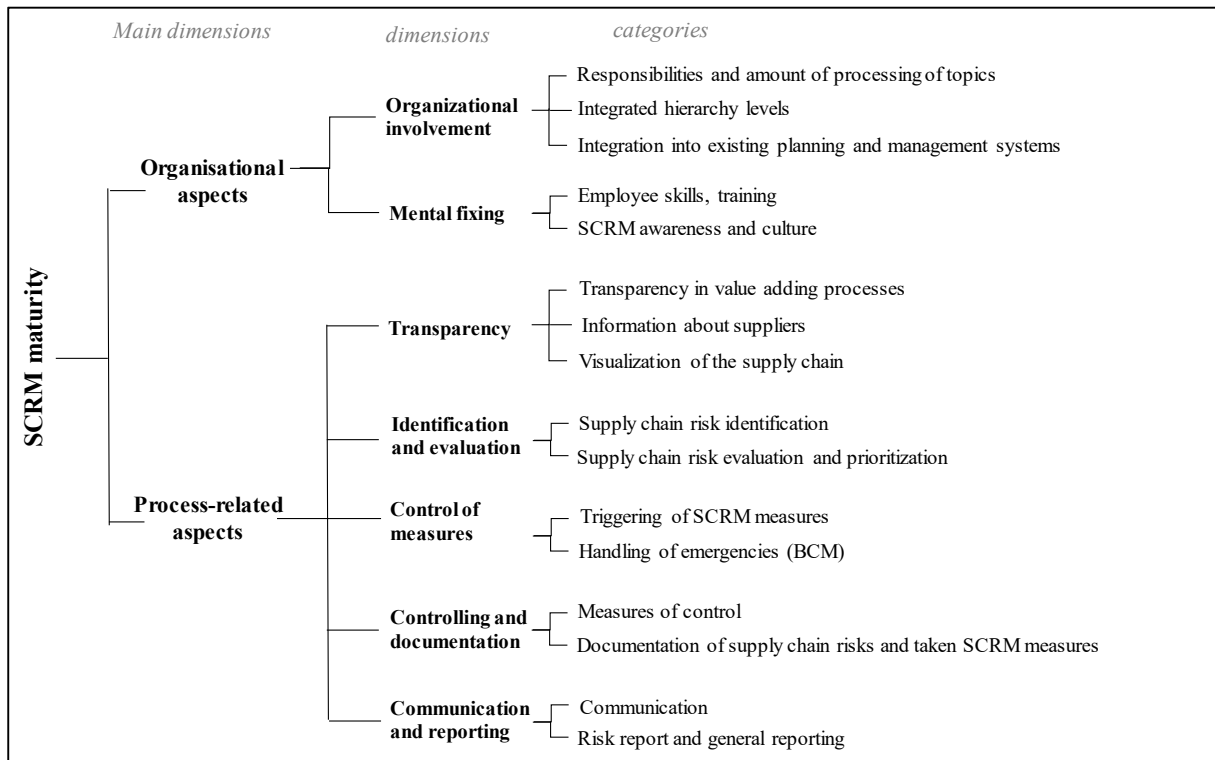 Main dimensions
dimensions
categories
SCRM maturity
Organisational
aspects
Organizational
involvement
Responsibilities and amount of processing of topics
Integrated hierarchy levels
Integration into existing planning and management systems
Mental fixing
Employee skills, training
SCRM awareness and culture
Process-related
aspects
Transparency
Transparency in value adding processes
Information about suppliers
Visualization of the supply chain
Identification
and evaluation
Supply chain risk identification
Supply chain risk evaluation and prioritization
Control of
measures
Triggering of SCRM measures
Handling of emergencies (BCM)
Controlling and
documentation
Measures of control
Documentation of supply chain risks and taken SCRM measures
Communication
and reporting
Communication
Risk report and general reporting